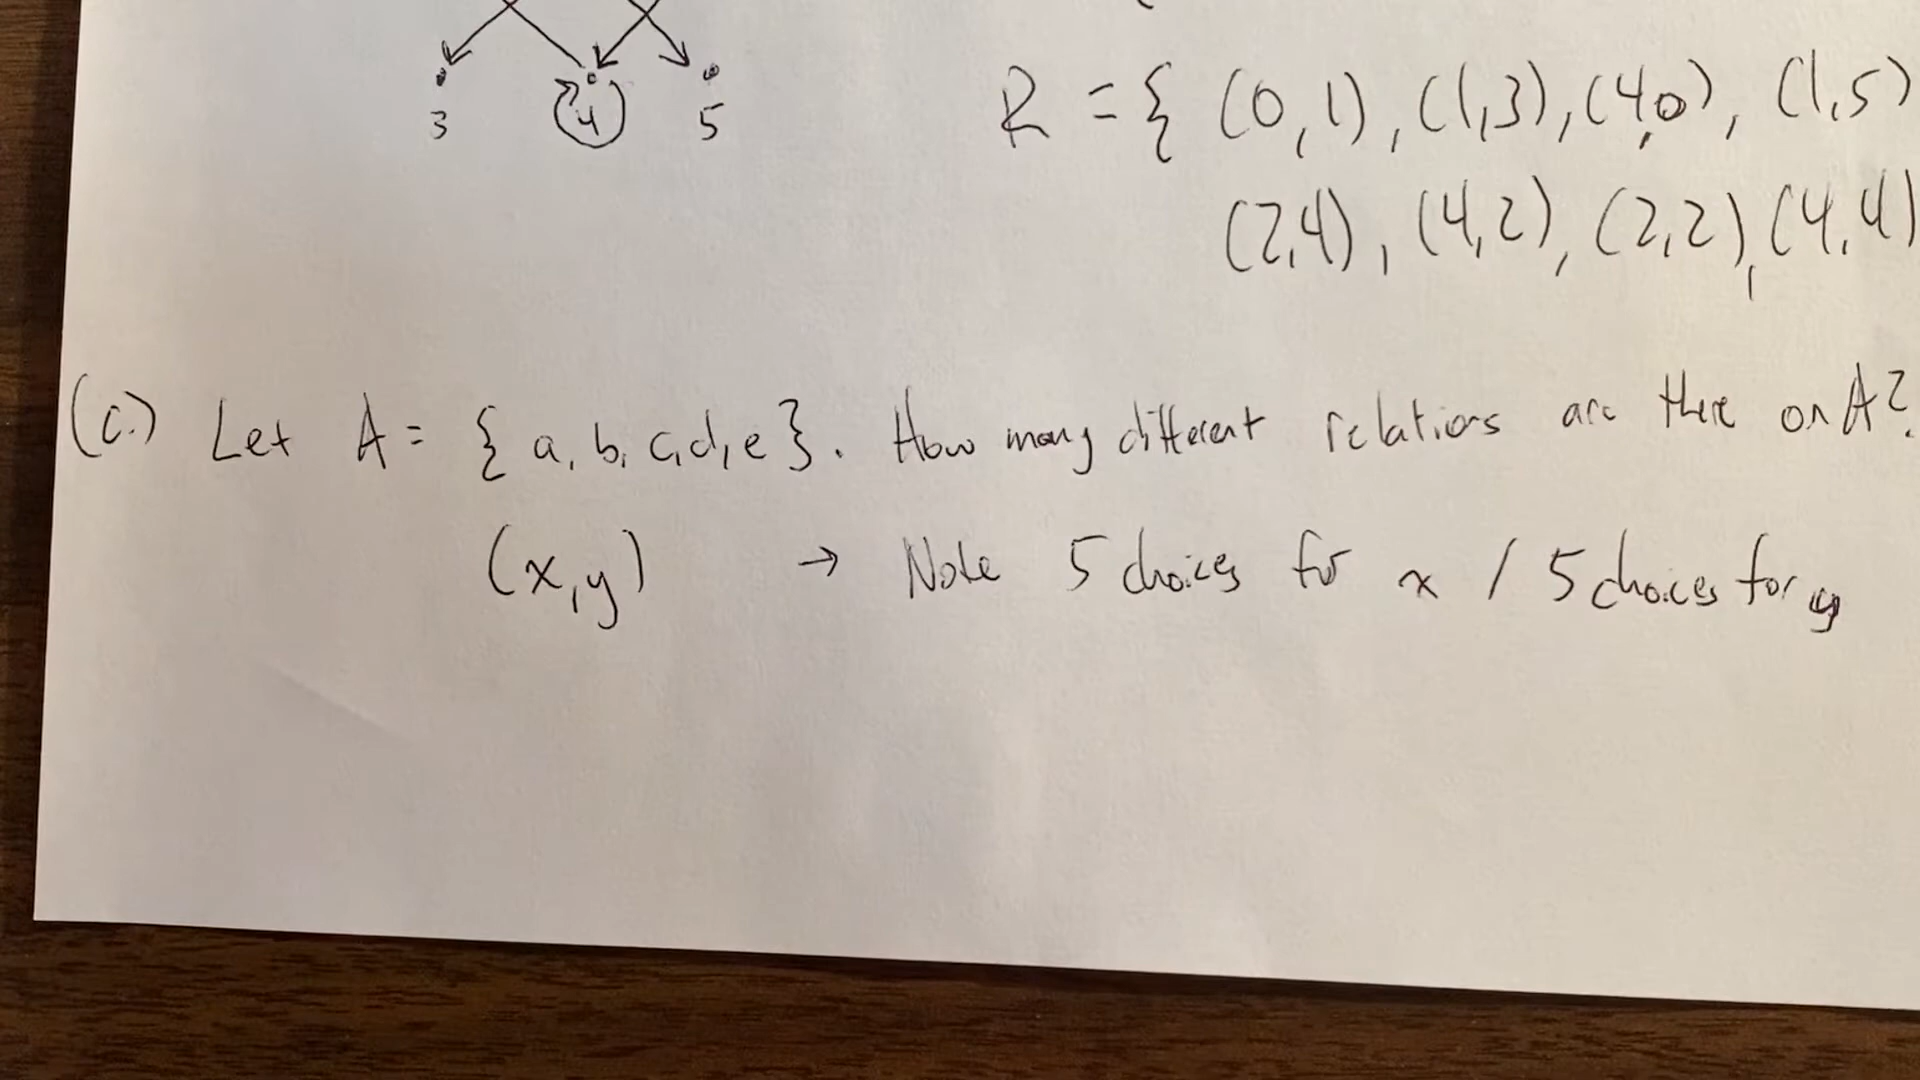 3 4 5
R = { (0,1), (1,3), (4,0), (1,5)
(2,4), (4,2), (2,2), (4,4)
(c.) Let A = { a, b, c, d, e }. How many different relations are there on A?
(x,y) → Note 5 choices for x / 5 choices for y